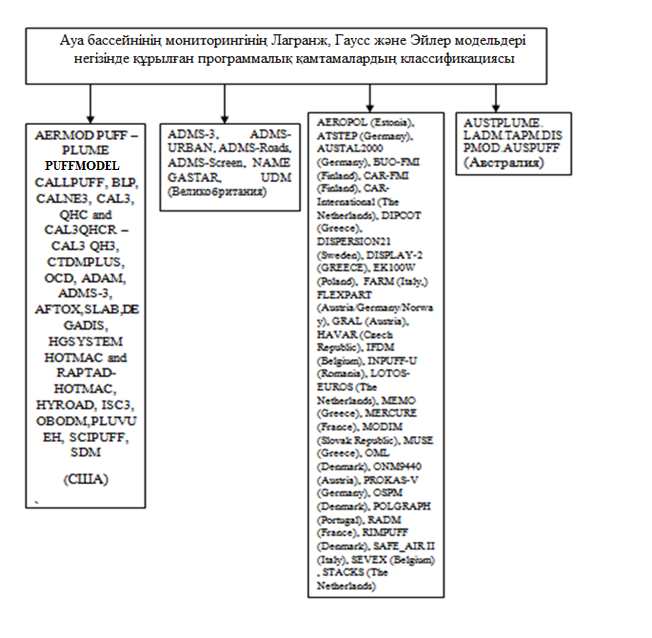 Ауа бассейнінің мониторингінің Лагранж, Гаусс және Эйлер модельдері
негізінде құрылған программалық қамтамалардың классификациясы
AERMOD PUFF –
PLUME
PUFFMODEL
CALLPUFF, BLP,
CALNE3, CAL3,
QHC and
CAL3QHCR –
CAL3 QH3,
CTDMPLUS,
OCD, ADAM,
ADMS-3,
AFTOX,SLAB,DE
GADIS,
HGSYSTEM
HOTMAC and
RAPTAD-
HOTMAC,
HYROAD, ISC3,
OBODM,PLUVU
EH, SCIPUFF,
SDM
(США)
ADMS-3, ADMS-
URBAN, ADMS-Roads,
ADMS-Screen, NAME
GASTAR, UDM
(Великобритания)
AEROPOL (Estonia),
ATSTEP (Germany),
AUSTAL2000
(Germany), BUO-FMI
(Finland), CAR-FMI
(Finland), CAR-
International (The
Netherlands), DIPCOT
(Greece),
DISPERSION21
(Sweden), DISPLAY-2
(GREECE), EK100W
(Poland), FARM (Italy,)
FLEXPART
(Austria/Germany/Norwa
y), GRAL (Austria),
HAVAR (Czech
Republic), IFDM
(Belgium), INPUFF-U
(Romania), LOTOS-
EUROS (The
Netherlands), MEMO
(Greece), MERCURE
(France), MODIM
(Slovak Republic), MUSE
(Greece), OML
(Denmark), ONM9440
(Austria), PROKAS-V
(Germany), OSPM
(Denmark), POLGRAPH
(Portugal), RADM
(France), RIMPUFF
(Denmark), SAFE_AIR II
(Italy), SEVEX (Belgium)
, STACKS (The
Netherlands)
AUSTPLUME.
LADM.TAPM.DIS
PMOD.AUSPUFF
(Австралия)